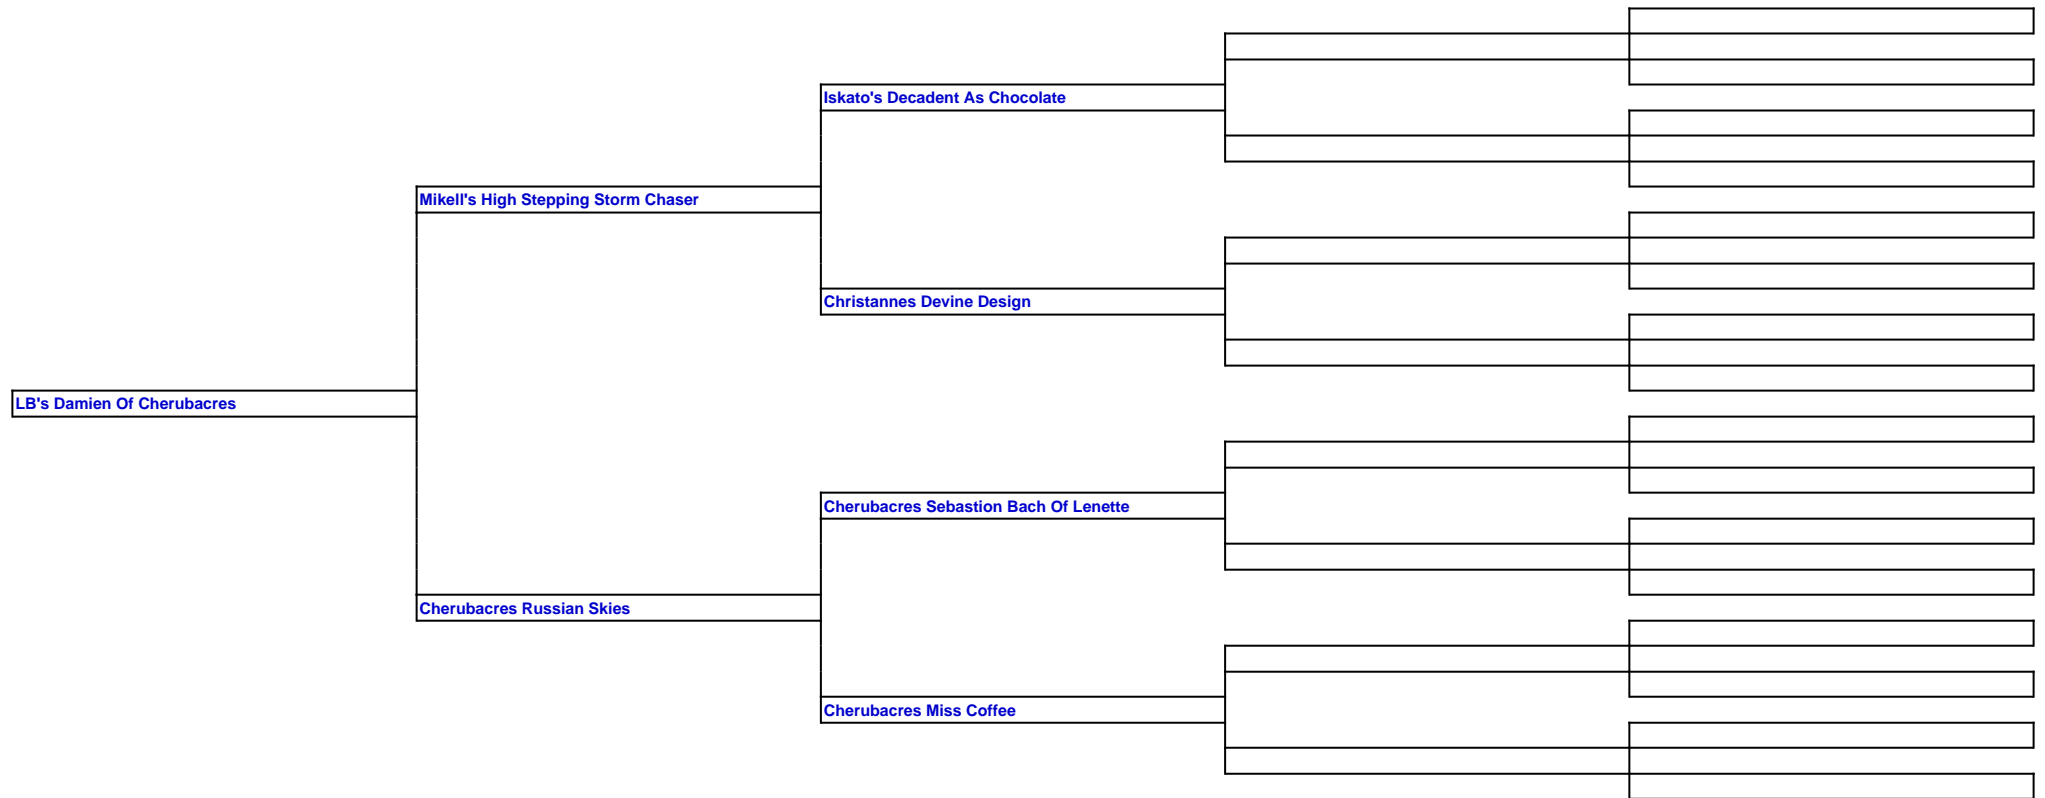 Iskato's Decadent As Chocolate
Mikell's High Stepping Storm Chaser
Christannes Devine Design
LB's Damien Of Cherubacres
Cherubacres Sebastion Bach Of Lenette
Cherubacres Russian Skies
Cherubacres Miss Coffee